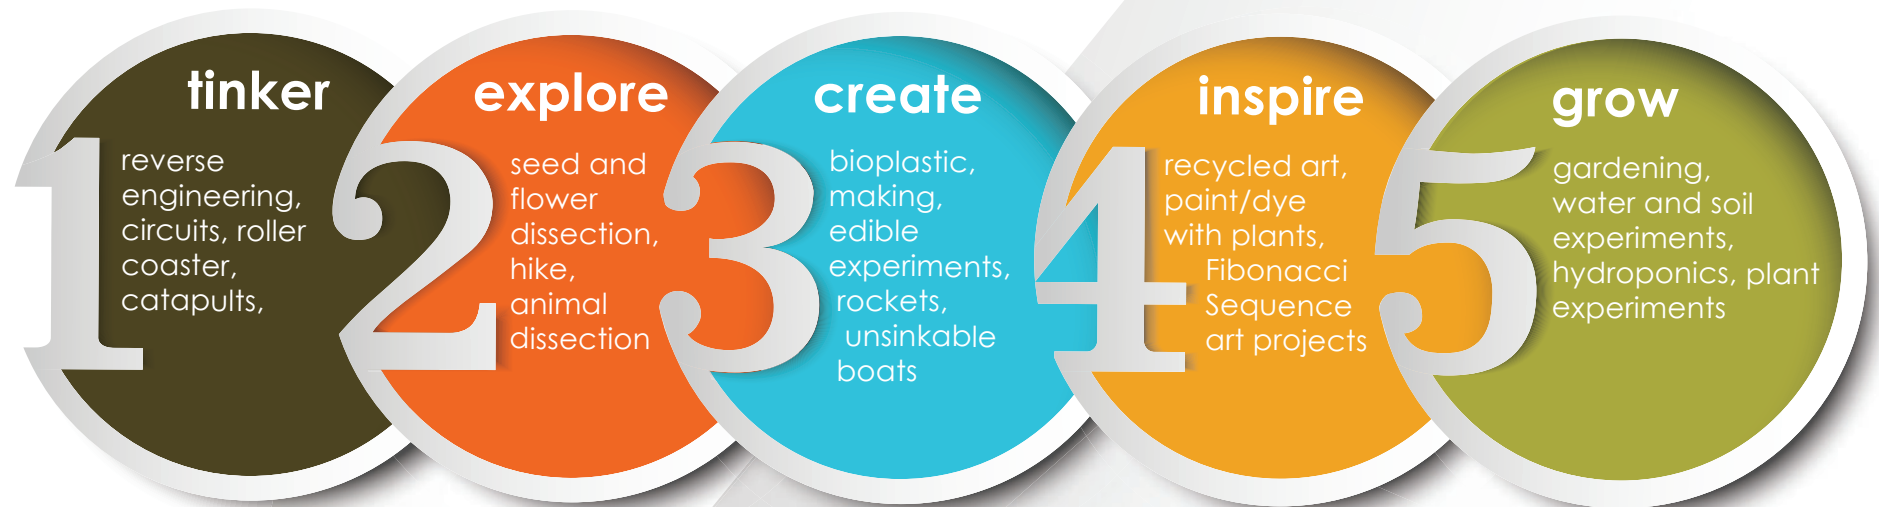 1
tinker
reverse
engineering,
circuits, roller
coaster,
catapults,
2
explore
seed and
flower
dissection,
hike,
animal
dissection
3
create
bioplastic,
making,
edible
experiments,
rockets,
unsinkable
boats
4
inspire
recycled art,
paint/dye
with plants,
Fibonacci
Sequence
art projects
5
grow
gardening,
water and soil
experiments,
hydroponics, plant
experiments